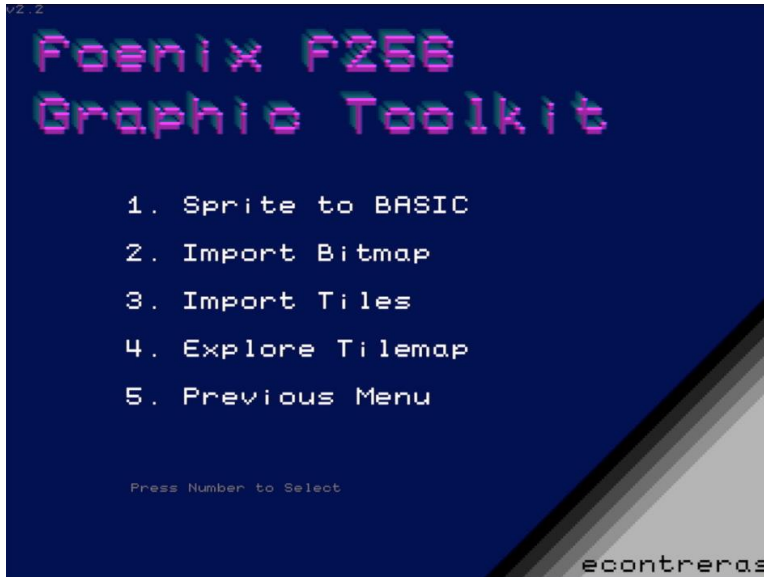 v2.2
Foenix F256
Graphic Toolkit
1. Sprite to BASIC
2. Import Bitmap
3. Import Tiles
4. Explore Tilemap
5. Previous Menu
Press Number to Select
econtreras